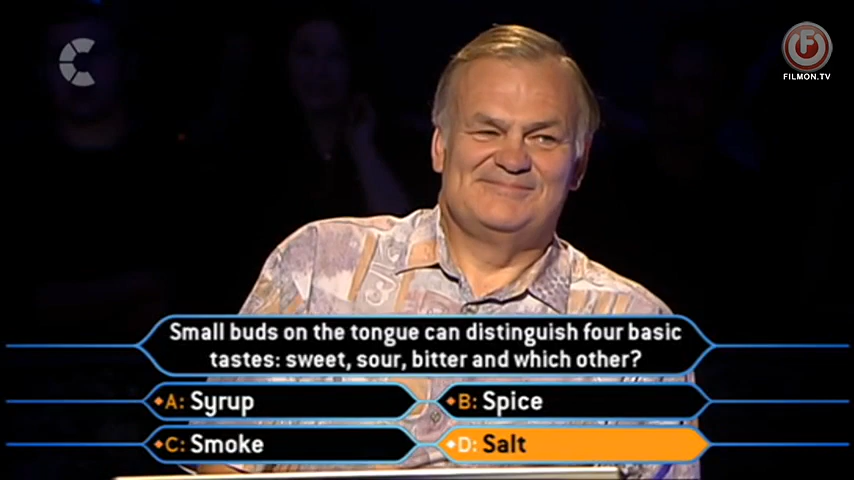 FILMON.TV
Small buds on the tongue can distinguish four basic
tastes: sweet, sour, bitter and which other?
A: Syrup
B: Spice
C: Smoke
D: Salt